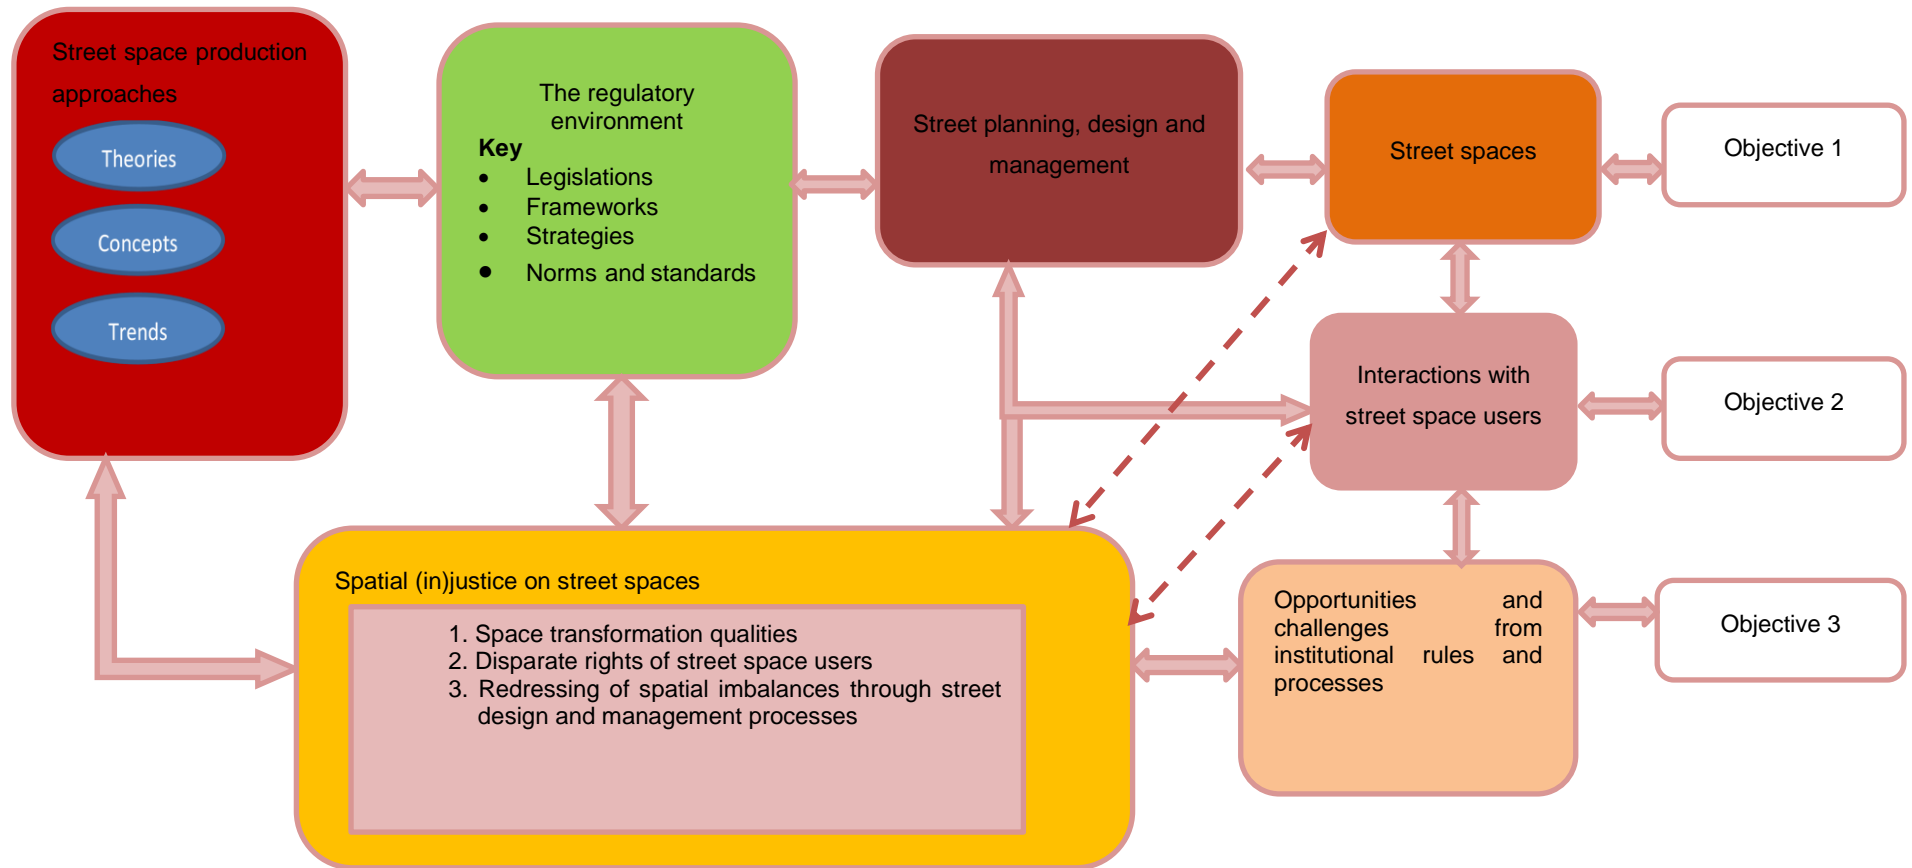 Street space production
approaches
Theories
Concepts
Trends
The regulatory
environment
Key
• Legislations
• Frameworks
• Strategies
• Norms and standards
Street planning, design and
management
Street spaces
Objective 1
Interactions with
street space users
Objective 2
Spatial (in)justice on street spaces
1. Space transformation qualities
2. Disparate rights of street space users
3. Redressing of spatial imbalances through street
design and management processes
Opportunities and
challenges from
institutional rules and
processes
Objective 3